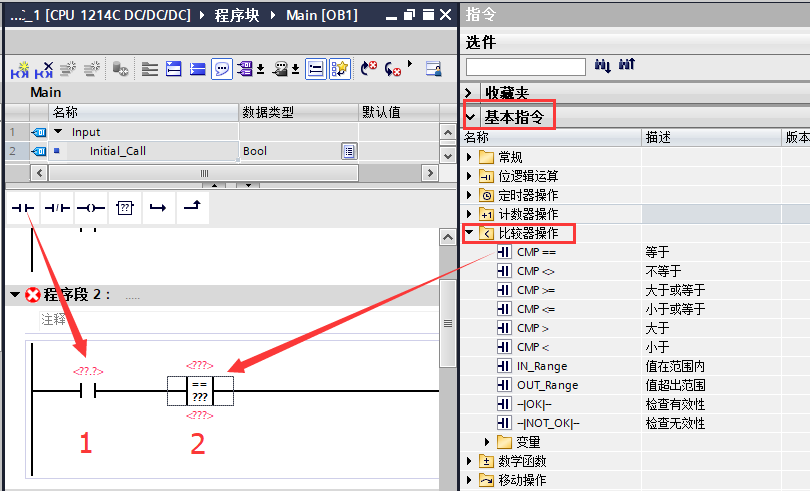 ..._1 [CPU 1214C DC/DC/DC] 程序块 Main [OB1]
Main
名称 数据类型 默认值
1 Input
2 Initial_Call Bool
??
程序段 2： .....
注释
<??.?> <???>
==
???
<???>
1 2
指令
选件
收藏夹
基本指令
名称 描述 版本
常规
位逻辑运算
定时器操作
+1 计数器操作
< 比较器操作
CMP == 等于
CMP <> 不等于
CMP >= 大于或等于
CMP <= 小于或等于
CMP > 大于
CMP < 小于
IN_Range 值在范围内
OUT_Range 值超出范围
-|OK|- 检查有效性
-|NOT_OK|- 检查无效性
变量
± 数学函数
移动操作